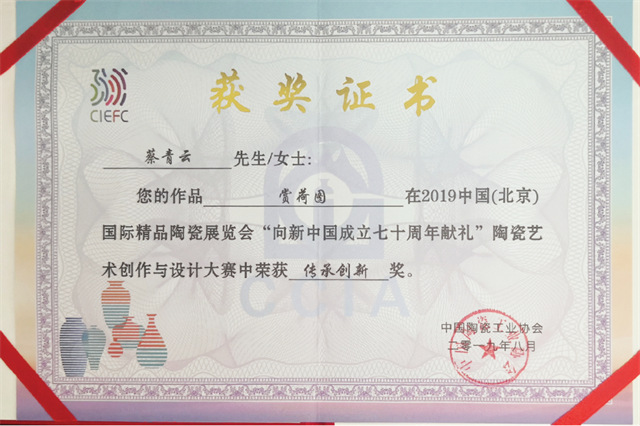 CIEFC
获奖证书
蔡青云 先生/女士:
您的作品 赏荷图 在2019中国(北京)
国际精品陶瓷展览会“向新中国成立七十周年献礼”陶瓷艺
术创作与设计大赛中荣获 传承创新 奖。
CCIA
中国陶瓷工业协会
二零一九年八月